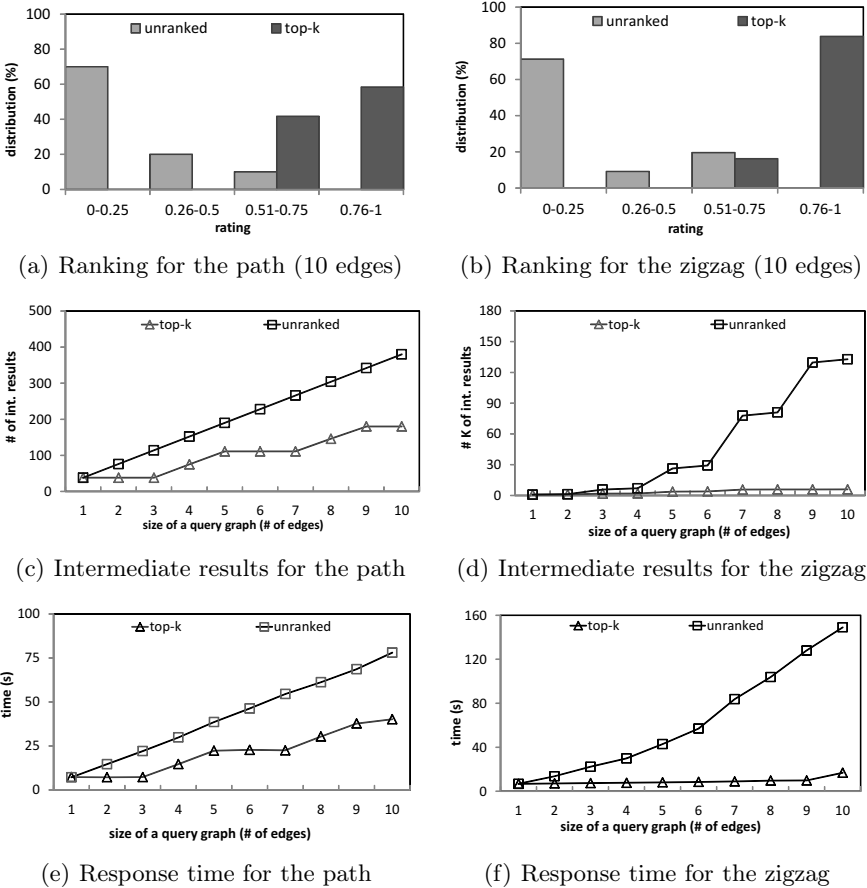 unranked top-k
distribution (%)
100
80
60
40
20
0
0-0.25 0.26-0.5 0.51-0.75 0.76-1
rating
(a) Ranking for the path (10 edges)
unranked top-k
distribution (%)
100
80
60
40
20
0
0-0.25 0.26-0.5 0.51-0.75 0.76-1
rating
(b) Ranking for the zigzag (10 edges)
top-k unranked
# of int. results
500
400
300
200
100
0
1 2 3 4 5 6 7 8 9 10
size of a query graph (# of edges)
(c) Intermediate results for the path
top-k unranked
# K of int. results
180
150
120
90
60
30
0
1 2 3 4 5 6 7 8 9 10
size of a query graph (# of edges)
(d) Intermediate results for the zigzag
top-k unranked
time (s)
100
75
50
25
0
1 2 3 4 5 6 7 8 9 10
size of a query graph (# of edges)
(e) Response time for the path
top-k unranked
time (s)
160
120
80
40
0
1 2 3 4 5 6 7 8 9 10
size of a query graph (# of edges)
(f) Response time for the zigzag